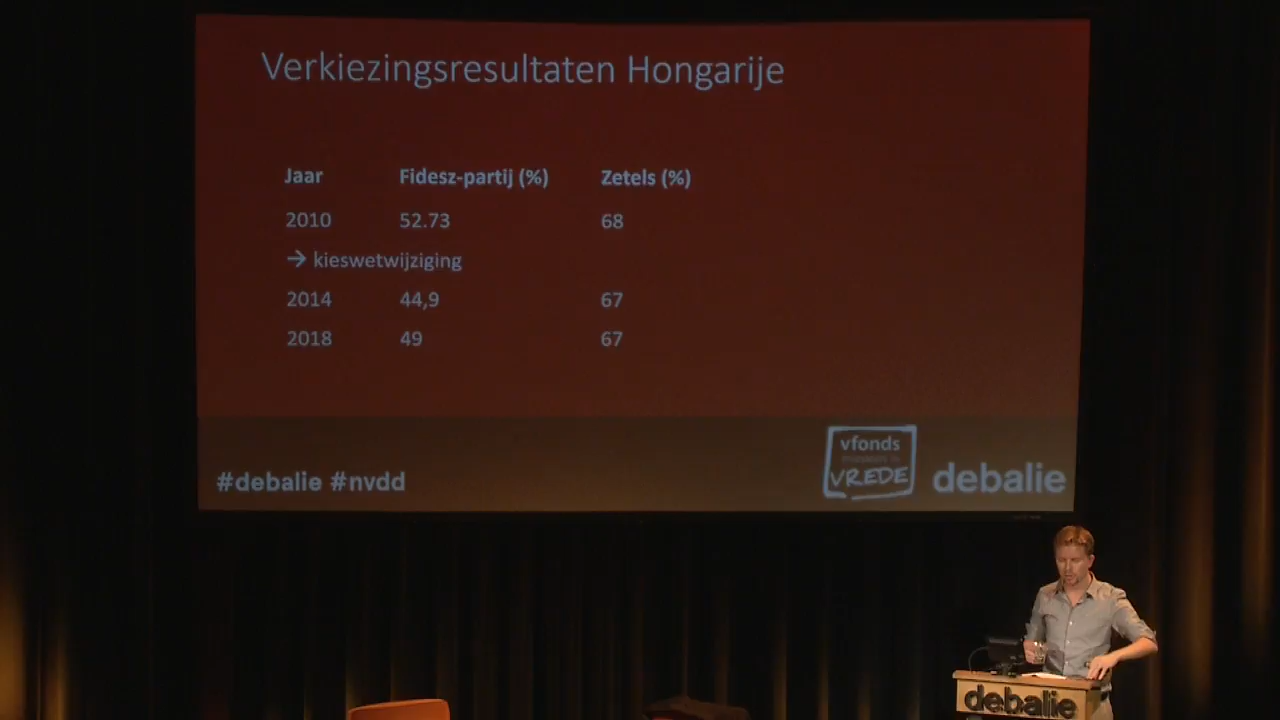 Verkiezingsresultaten Hongarije
Jaar Fidesz-partij (%) Zetels (%)
2010 52.73 68
→ kieswetwijziging
2014 44,9 67
2018 49 67
vfonds
VREDE
#debalie #nvdd
debalie
debalie